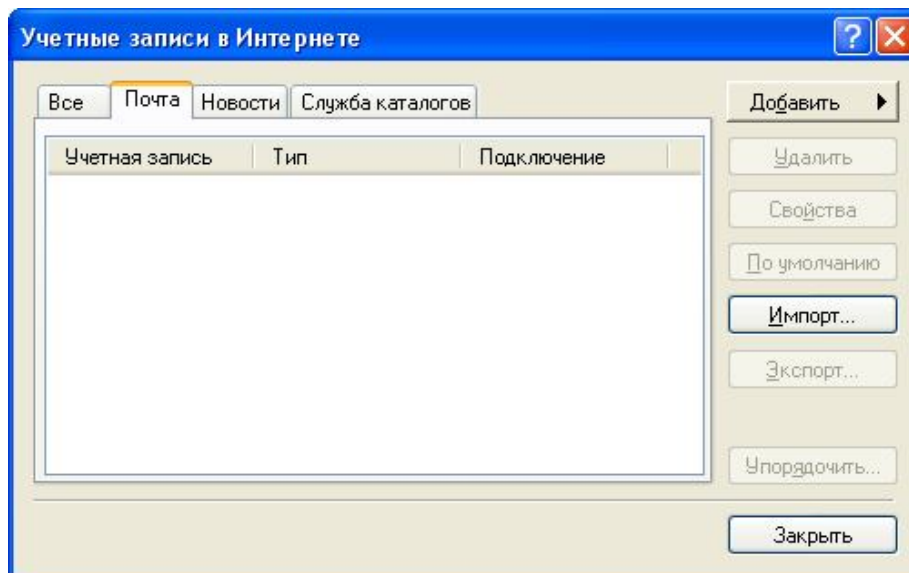 Учетные записи в Интернете
Все Почта Новости Служба каталогов
Учетная запись Тип Подключение
Добавить
Удалить
Свойства
По умолчанию
Импорт...
Экспорт...
Упорядочить...
Закрыть